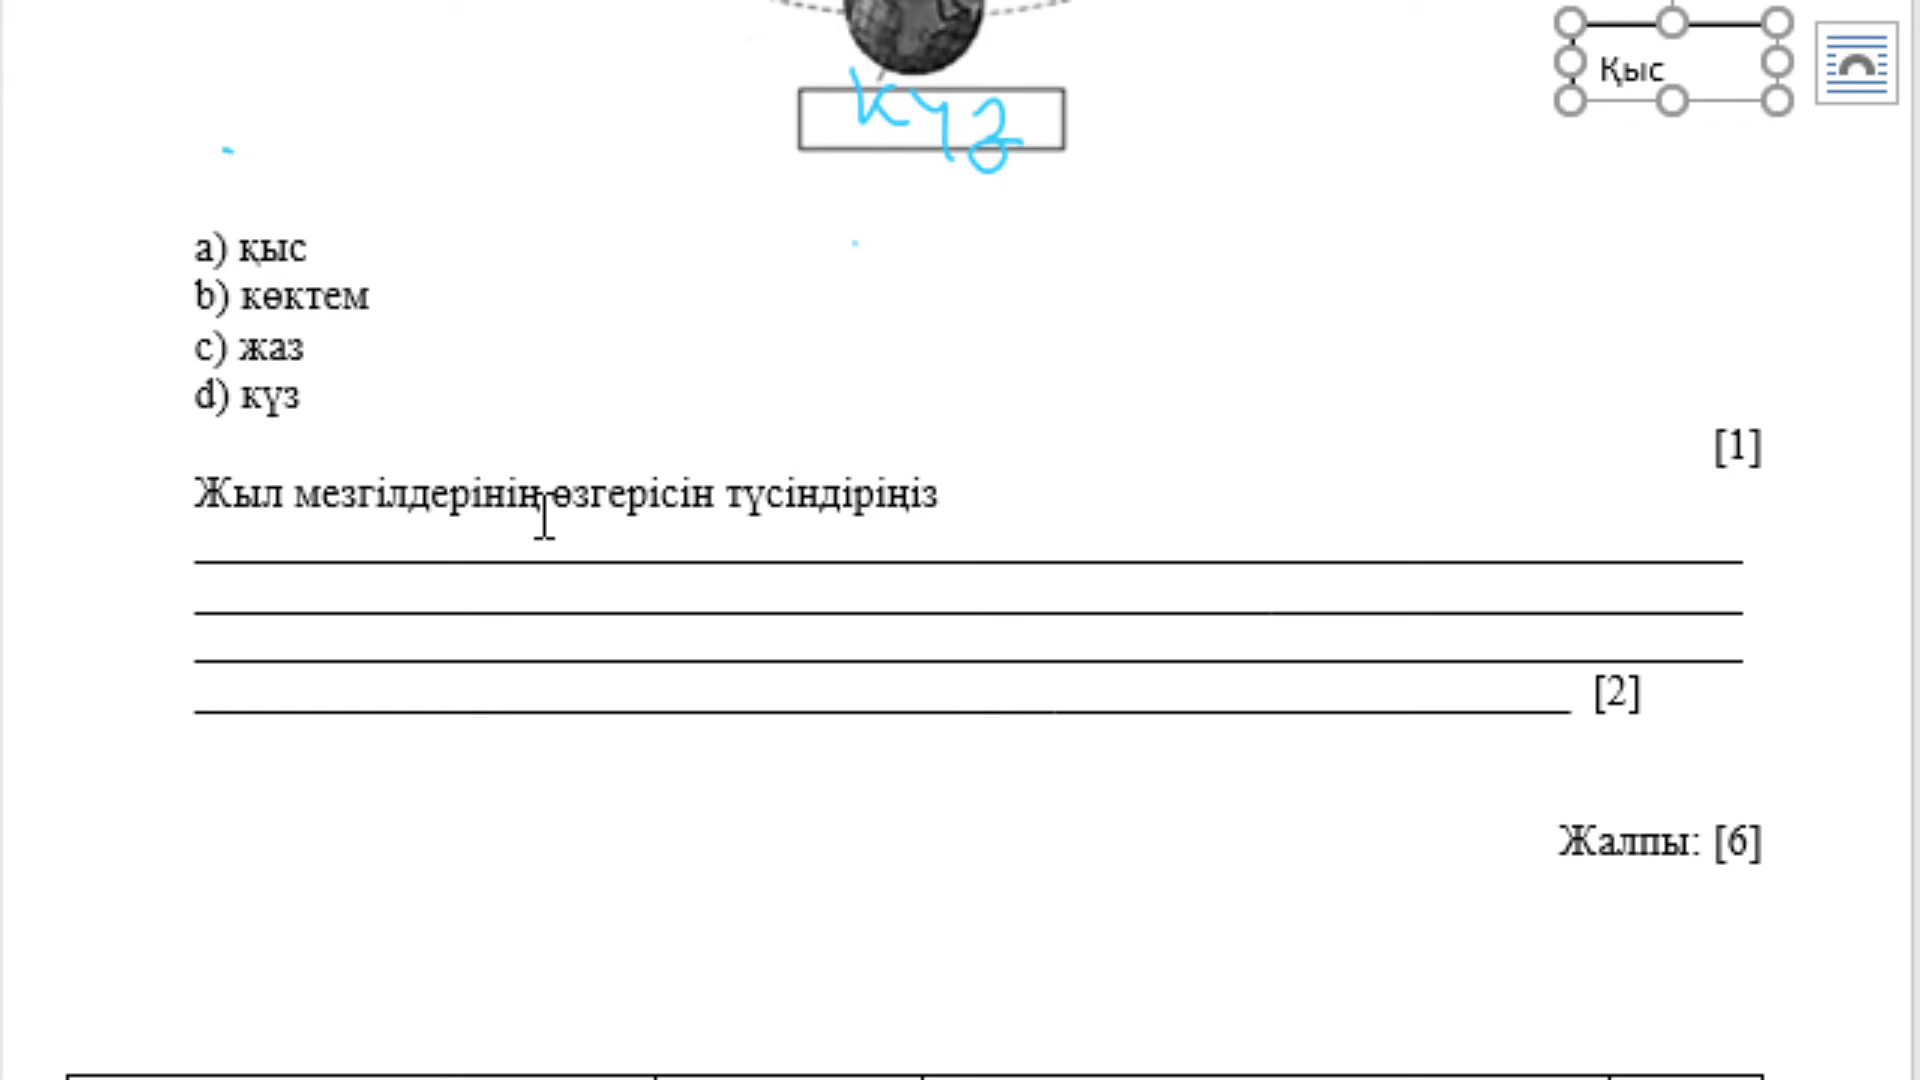 Қыс
күз
a) қыс
b) көктем
c) жаз
d) күз
[1]
Жыл мезгілдерінің өзгерісін түсіндіріңіз
[2]
Жалпы: [6]